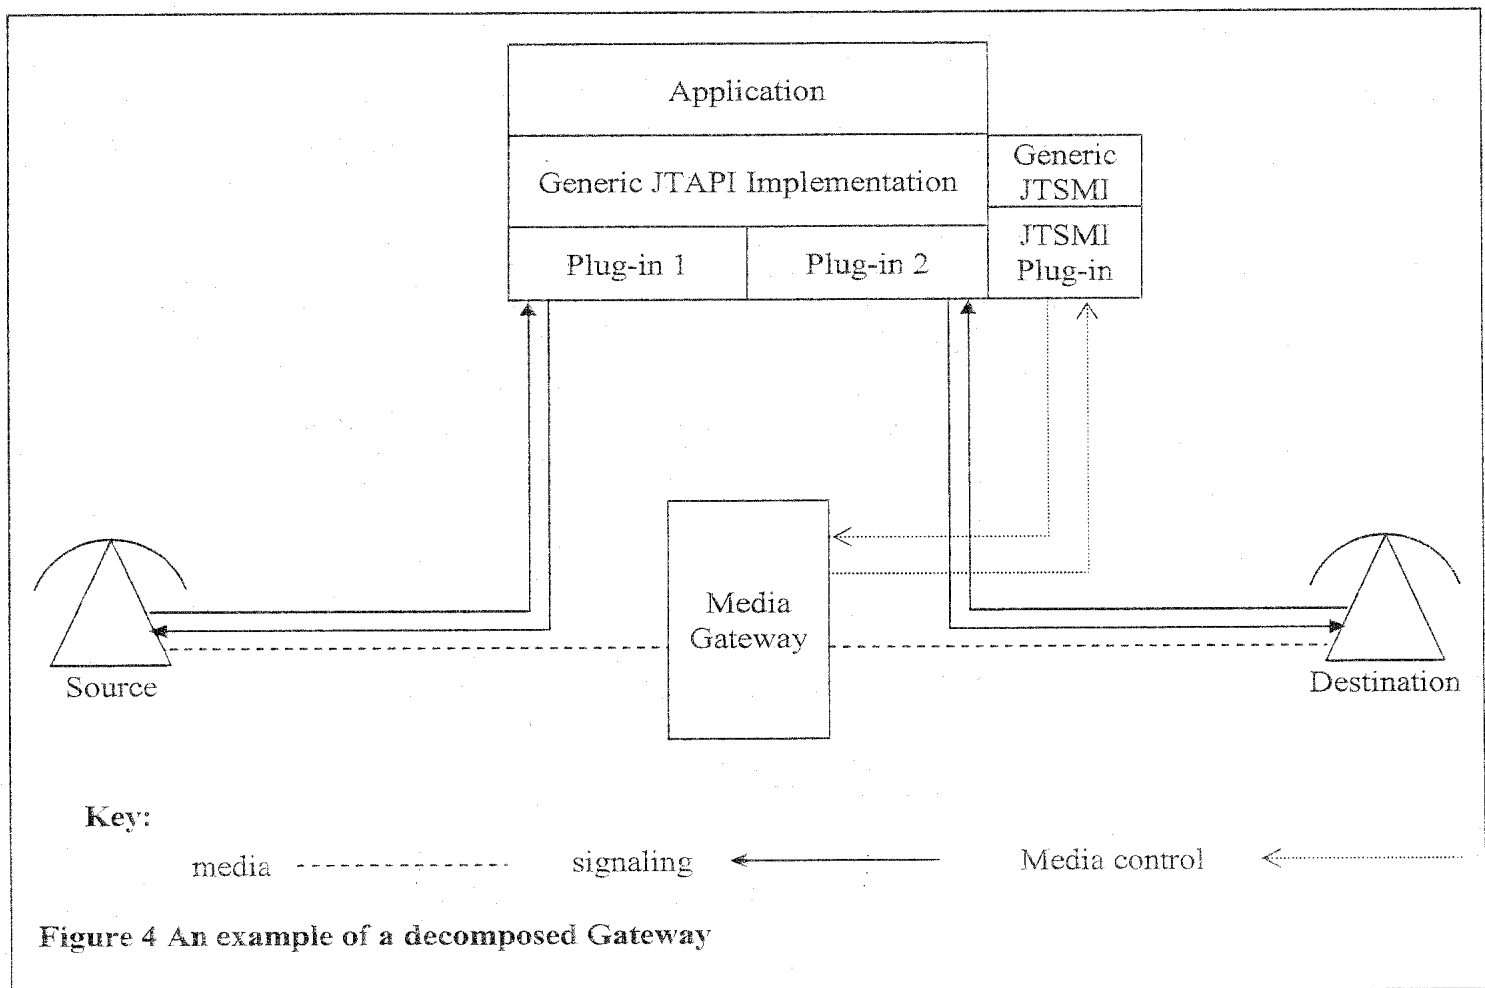 Application
Generic JTAPI Implementation
Generic
JTSMI
Plug-in 1
Plug-in 2
JTSMI
Plug-in
Media
Gateway
Source
Destination
Key:
media
signaling
Media control
Figure 4 An example of a decomposed Gateway